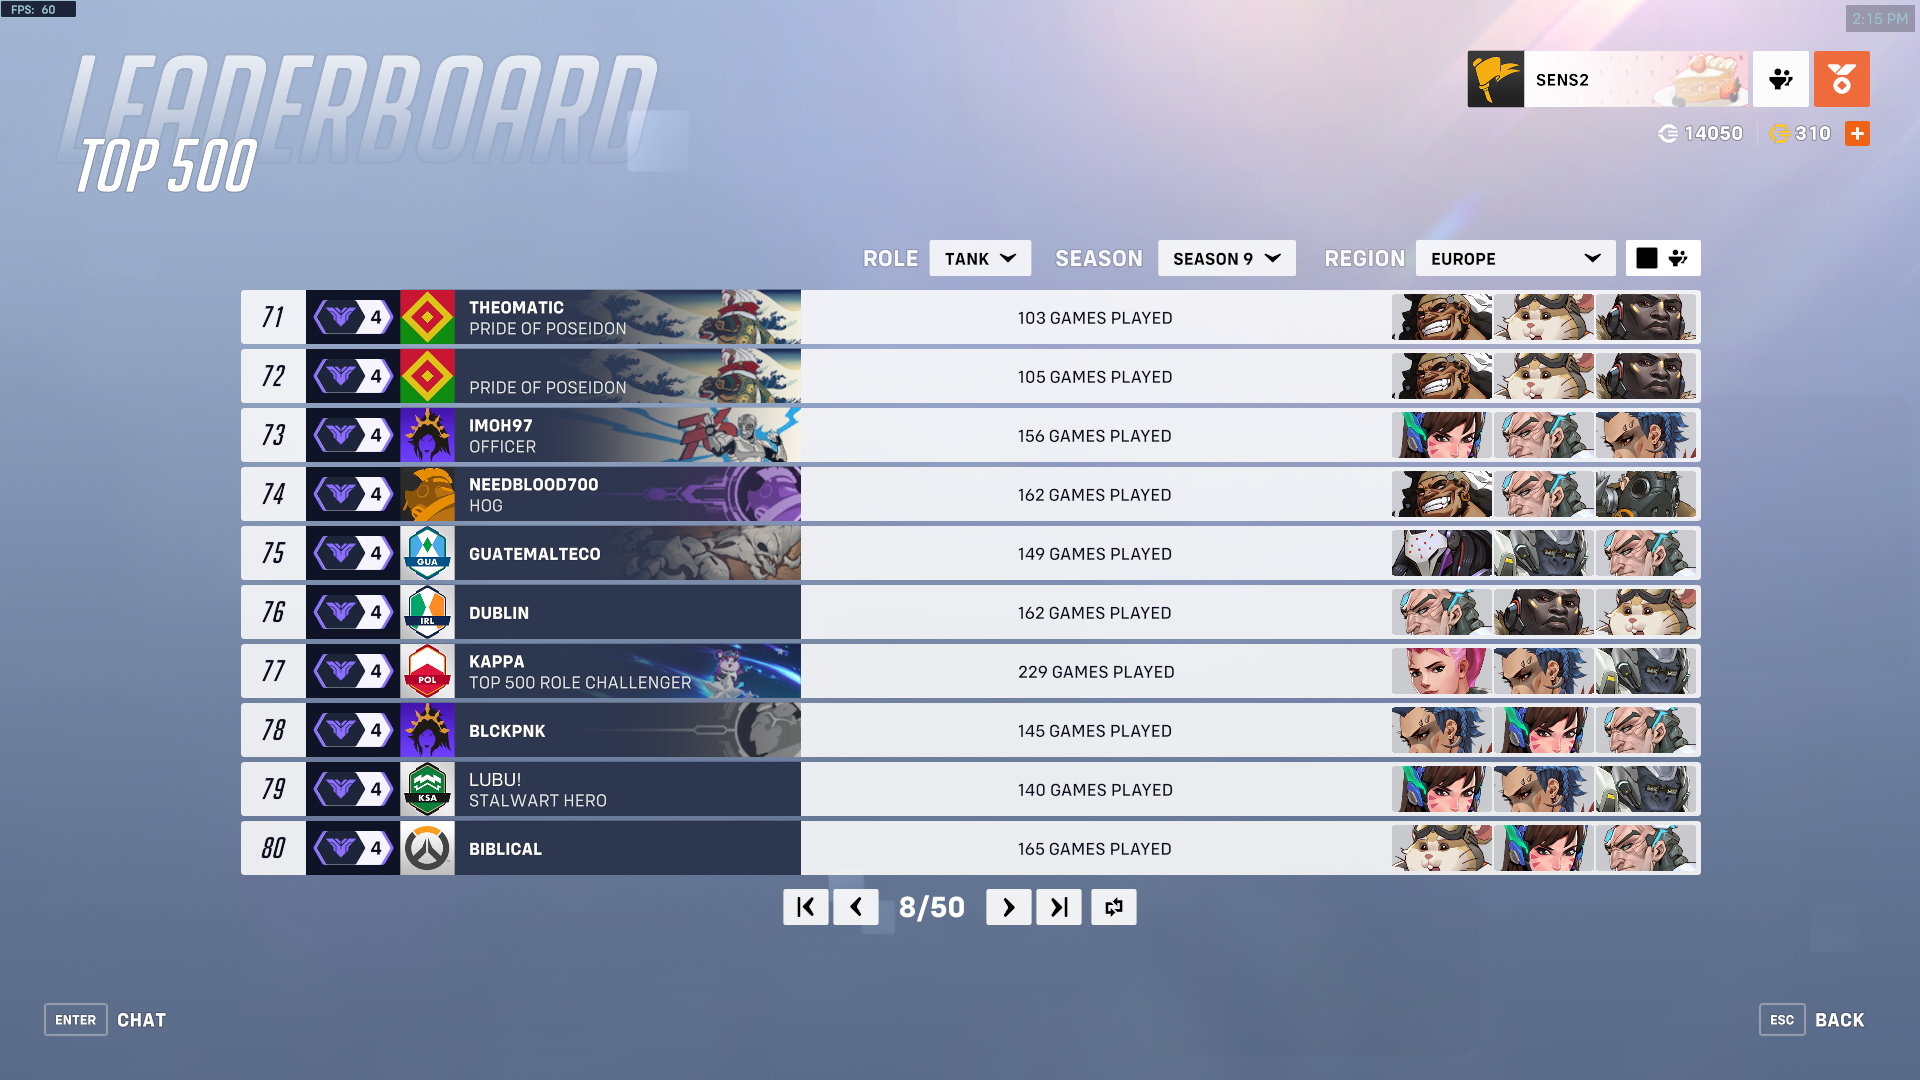 FPS: 60
2:15 PM
LEADERBOARD
TOP 500
SENS2
14050
310
ROLE TANK SEASON SEASON 9 REGION EUROPE
71 4 THEOMATIC 103 GAMES PLAYED
PRIDE OF POSEIDON
72 4 PRIDE OF POSEIDON 105 GAMES PLAYED
73 4 IMOH97 156 GAMES PLAYED
OFFICER
74 4 NEEDBLOOD700 162 GAMES PLAYED
HOG
75 4 GUA GUATEMALTECO 149 GAMES PLAYED
76 4 IRL DUBLIN 162 GAMES PLAYED
77 4 POL KAPPA 229 GAMES PLAYED
TOP 500 ROLE CHALLENGER
78 4 BLCKPNK 145 GAMES PLAYED
79 4 KSA LUBU! 140 GAMES PLAYED
STALWART HERO
80 4 BIBLICAL 165 GAMES PLAYED
8/50
ENTER CHAT
ESC BACK